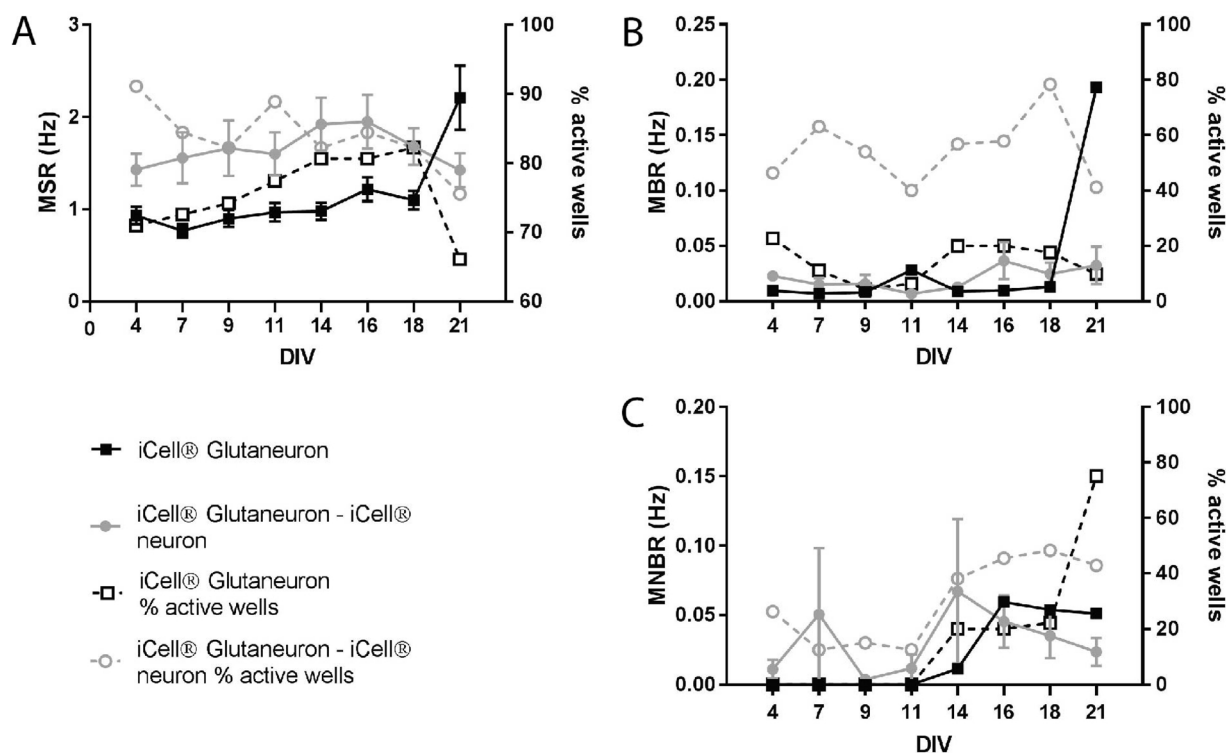 A
MSR (Hz)
3
2
1
0
0
4 7 9 11 14 16 18 21
DIV
100
90
80
70
60
% active wells
B
MBR (Hz)
0.25
0.20
0.15
0.10
0.05
0.00
4 7 9 11 14 16 18 21
DIV
100
80
60
40
20
0
% active wells
iCell® Glutaneuron
iCell® Glutaneuron - iCell®
neuron
iCell® Glutaneuron
% active wells
iCell® Glutaneuron - iCell®
neuron % active wells
C
MNBR (Hz)
0.20
0.15
0.10
0.05
0.00
4 7 9 11 14 16 18 21
DIV
100
80
60
40
20
0
% active wells